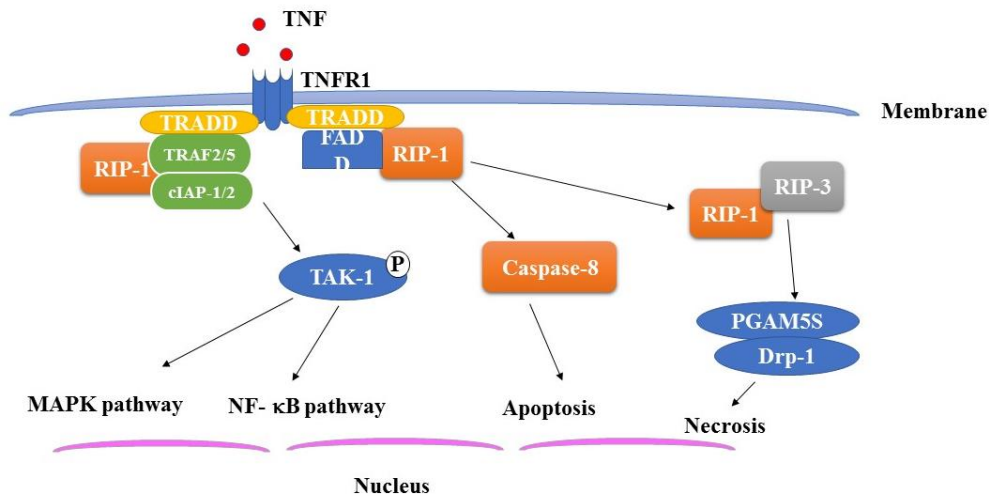 TNF
TNFR1
Membrane
TRADD
TRADD
RIP-1
TRAF2/5
cIAP-1/2
FAD
D
RIP-1
RIP-1
RIP-3
TAK-1
P
Caspase-8
PGAM5S
Drp-1
MAPK pathway
NF- κB pathway
Apoptosis
Necrosis
Nucleus